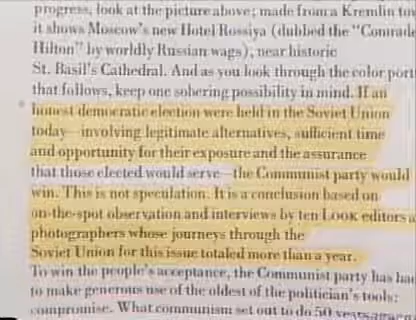 progress, look at the picture above; made from a Kremlin
it shows Moscow's new Hotel Rossiya (dubbed the "Comrade
Hilton" by worldly Russian wags), near historic
St. Basil's Cathedral. And as you look through the color
that follows, keep one sobering possibility in mind. If an
honest democratic election were held in the Soviet Union
today—involving legitimate alternatives, sufficient time
and opportunity for their exposure and the assurance
that those elected would serve—the Communist party would
win. This is not speculation. It is a conclusion based on
on-the-spot observation and interviews by ten LOOK editors
photographers whose journeys through the
Soviet Union for this issue totaled more than a year.
To win the people's acceptance, the Communist party has
to make generous use of the oldest of the politician's tools:
compromise. What communism set out to do 50 years